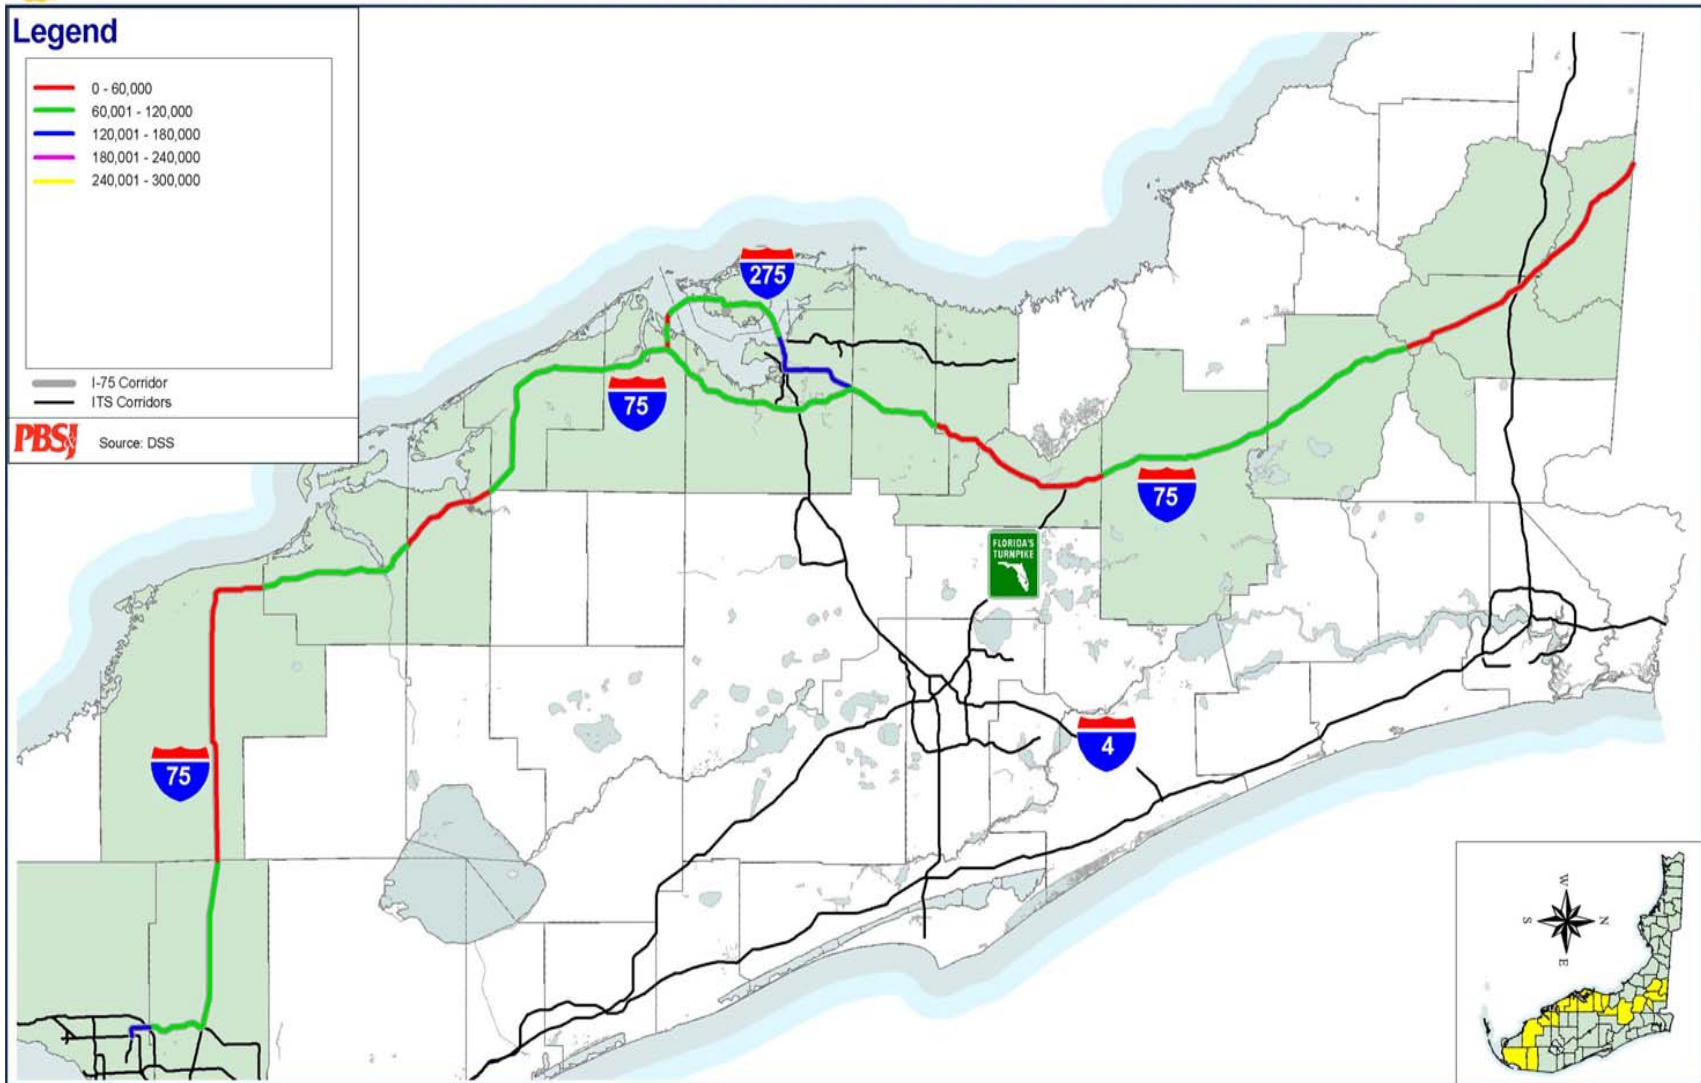 Legend
0 - 60,000
60,001 - 120,000
120,001 - 180,000
180,001 - 240,000
240,001 - 300,000
I-75 Corridor
ITS Corridors
PBSJ Source: DSS
275
75
75
FLORIDA'S
TURNPIKE
4
75
W
S N
E